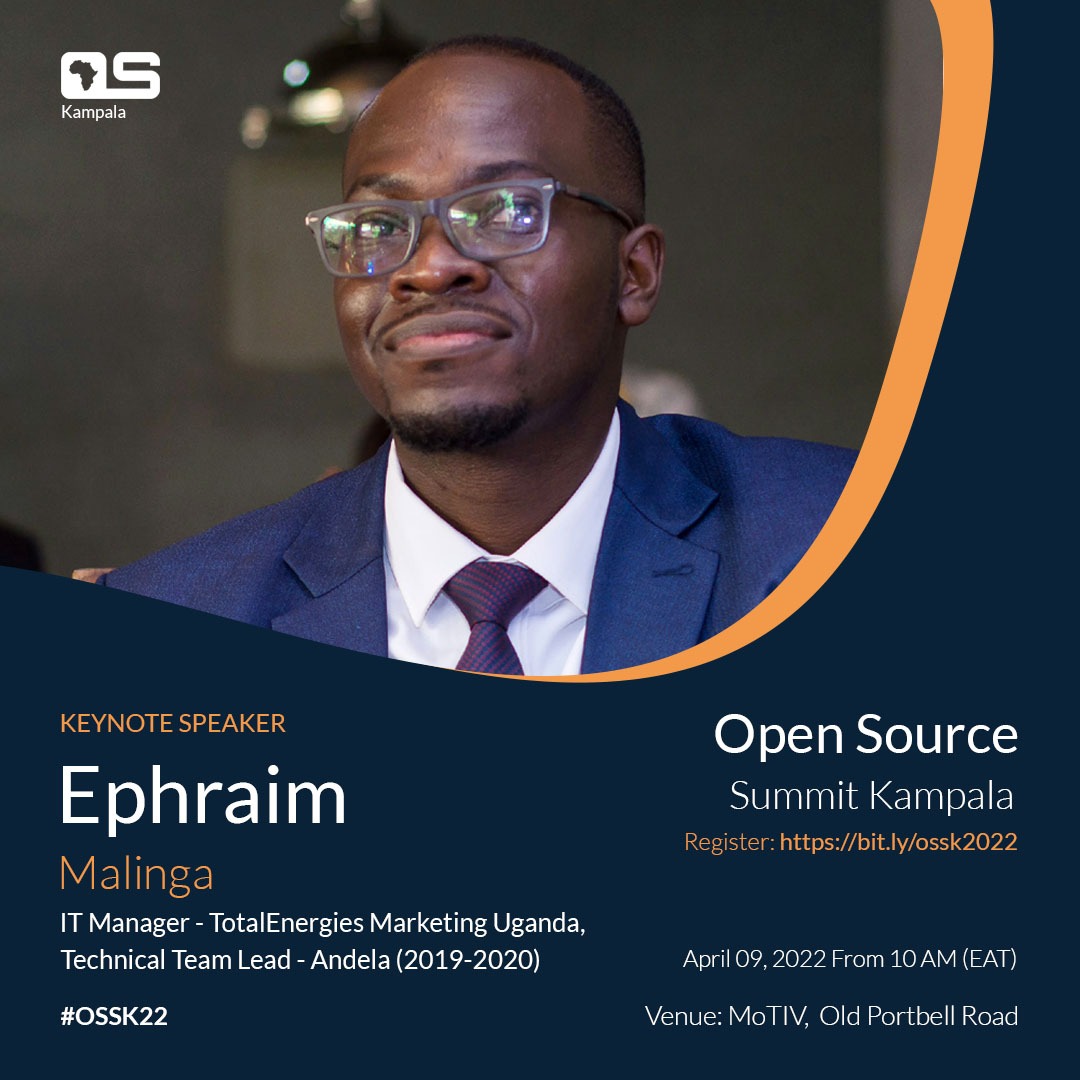 OS
Kampala
KEYNOTE SPEAKER
Ephraim
Malinga
IT Manager - TotalEnergies Marketing Uganda,
Technical Team Lead - Andela (2019-2020)
#OSSK22
Open Source
Summit Kampala
Register: https://bit.ly/ossk2022
April 09, 2022 From 10 AM (EAT)
Venue: MoTIV, Old Portbell Road